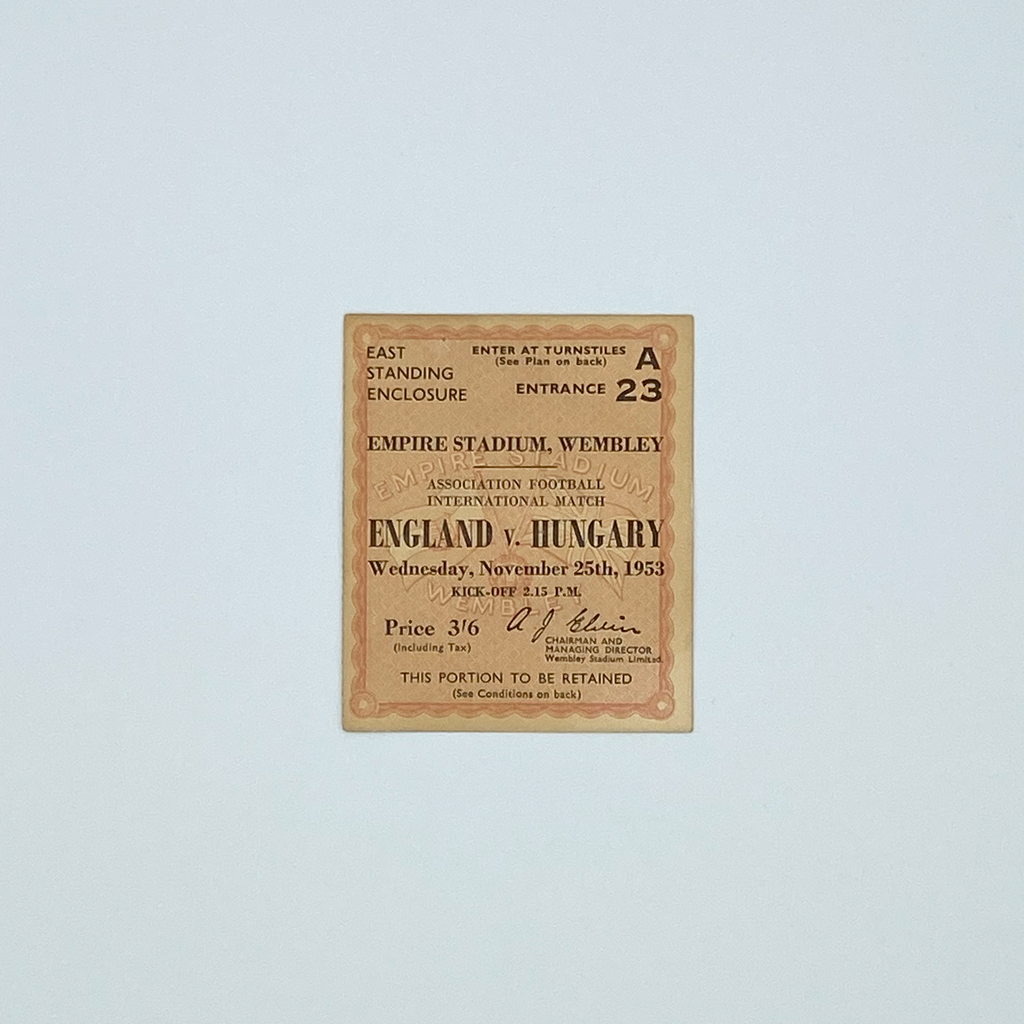 EAST
STANDING
ENCLOSURE
ENTER AT TURNSTILES A
(See Plan on back)
ENTRANCE 23
EMPIRE STADIUM, WEMBLEY
EMPIRE STADIUM
ASSOCIATION FOOTBALL
INTERNATIONAL MATCH
ENGLAND v. HUNGARY
Wednesday, November 25th, 1953
KICK-OFF 2.15 P.M.
WEMBLEY
Price 3/6
(Including Tax)
A J Elvin
CHAIRMAN AND
MANAGING DIRECTOR
Wembley Stadium Limited.
THIS PORTION TO BE RETAINED
(See Conditions on back)